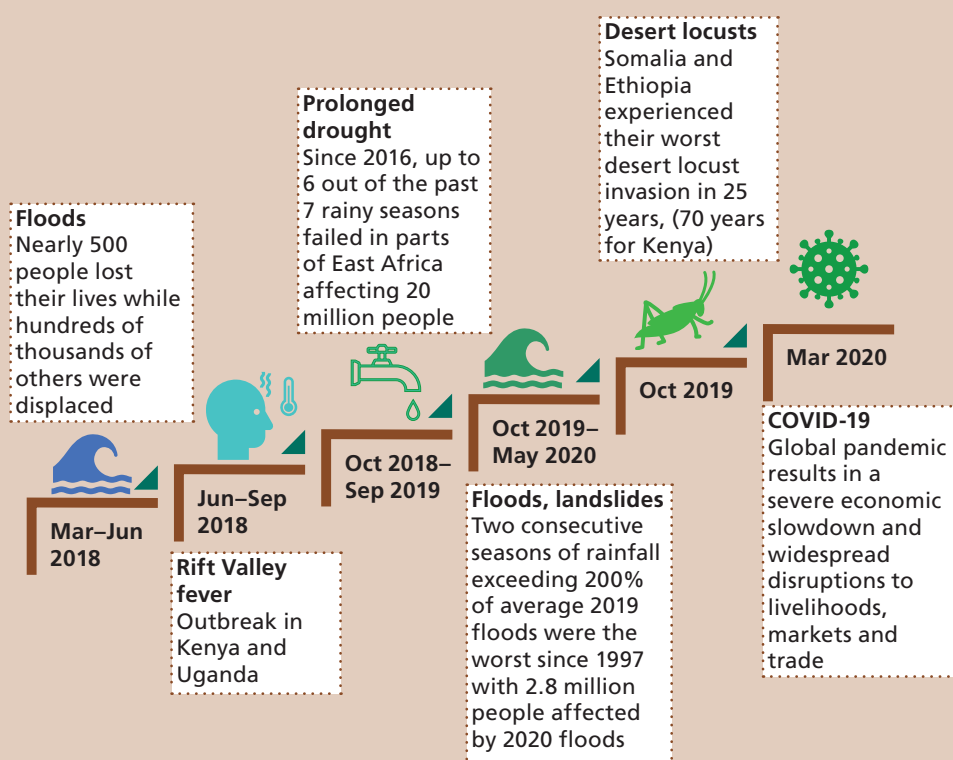 Floods
Nearly 500
people lost
their lives while
hundreds of
thousands of
others were
displaced
Mar–Jun
2018
Jun–Sep
2018
Rift Valley
fever
Outbreak in
Kenya and
Uganda
Prolonged
drought
Since 2016, up to
6 out of the past
7 rainy seasons
failed in parts
of East Africa
affecting 20
million people
Oct 2018–
Sep 2019
Oct 2019–
May 2020
Floods, landslides
Two consecutive
seasons of rainfall
exceeding 200%
of average 2019
floods were the
worst since 1997
with 2.8 million
people affected
by 2020 floods
Desert locusts
Somalia and
Ethiopia
experienced
their worst
desert locust
invasion in 25
years, (70 years
for Kenya)
Oct 2019
Mar 2020
COVID-19
Global pandemic
results in a
severe economic
slowdown and
widespread
disruptions to
livelihoods,
markets and
trade